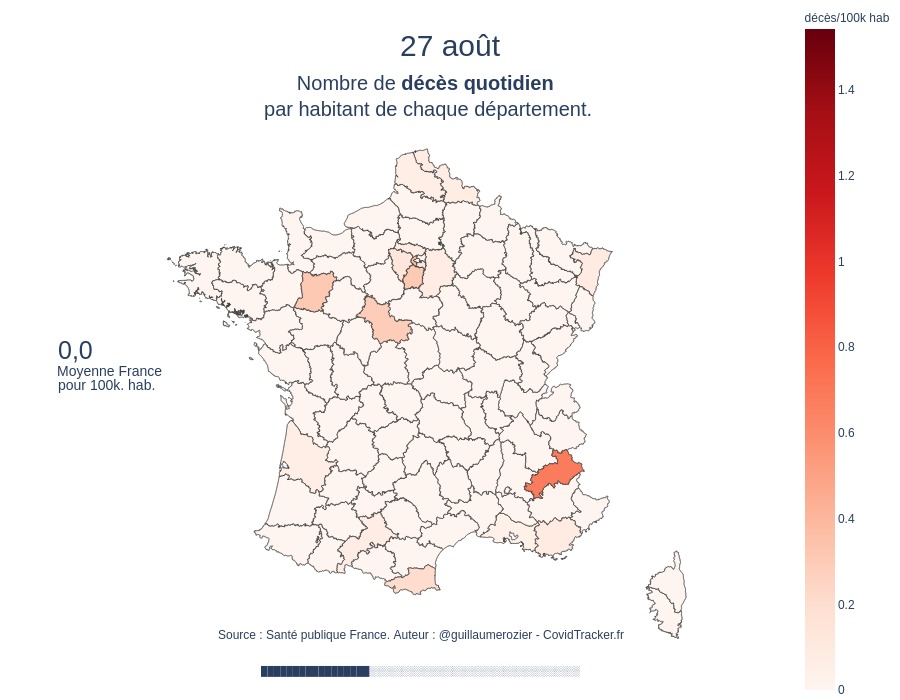 décès/100k hab
27 août
Nombre de décès quotidien
par habitant de chaque département.
1.4
1.2
1
0.8
0.6
0.4
0.2
0
0,0
Moyenne France
pour 100k. hab.
Source : Santé publique France. Auteur : @guillaumerozier - CovidTracker.fr